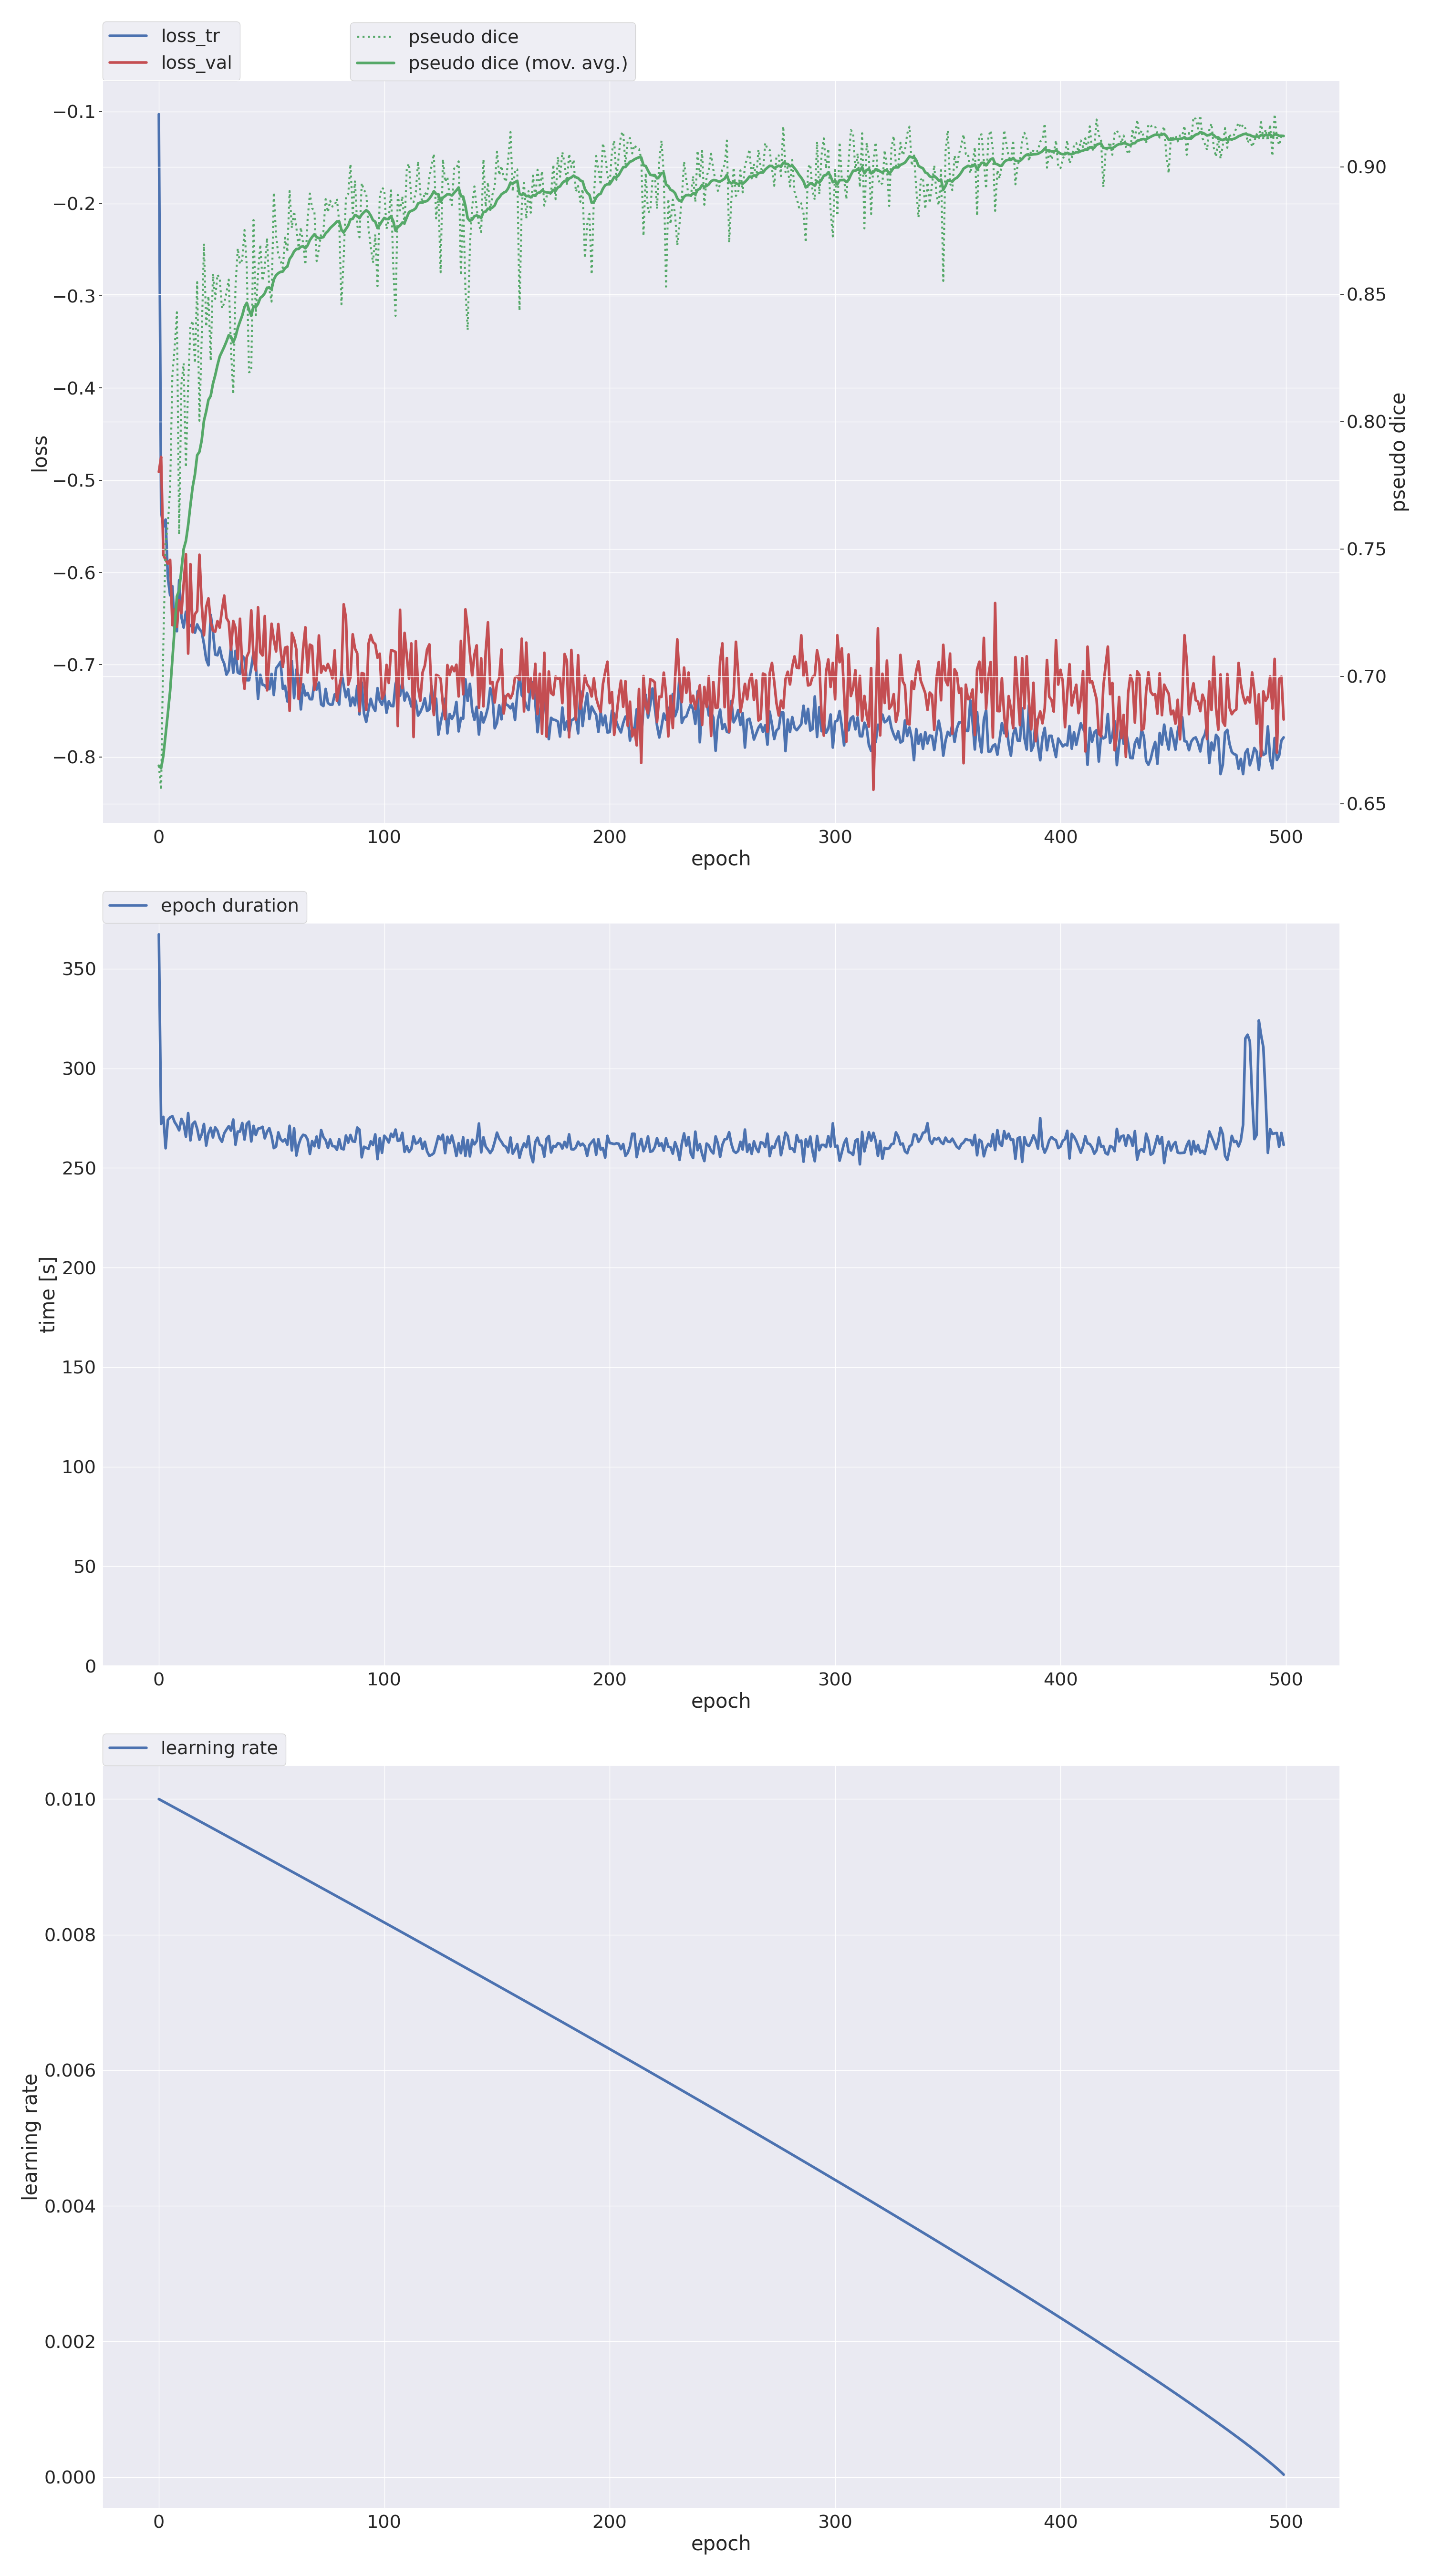 loss_tr
loss_val
pseudo dice
pseudo dice (mov. avg.)
−0.1
−0.2
−0.3
−0.4
−0.5
−0.6
−0.7
−0.8
loss
0.90
0.85
0.80
0.75
0.70
0.65
pseudo dice
0 100 200 300 400 500
epoch
epoch duration
350
300
250
200
150
100
50
0
time [s]
0 100 200 300 400 500
epoch
learning rate
0.010
0.008
0.006
0.004
0.002
0.000
learning rate
0 100 200 300 400 500
epoch